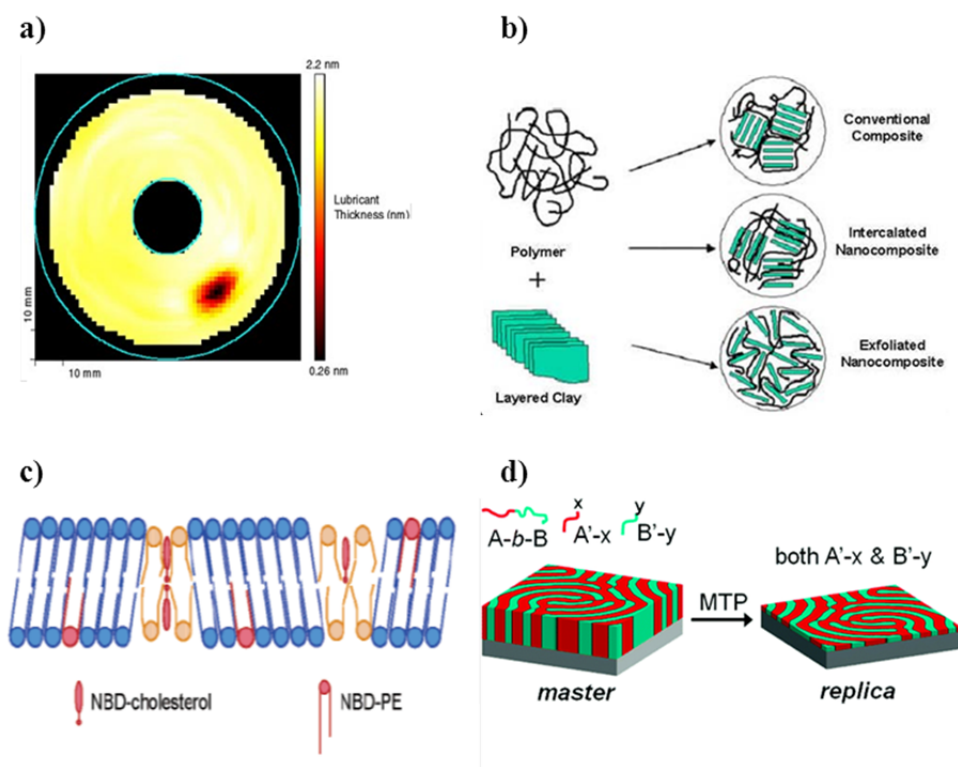 a)
2.2 nm
Lubricant
Thickness (nm)
10 mm
10 mm
0.26 nm
b)
Polymer
+
Layered Clay
Conventional
Composite
Intercalated
Nanocomposite
Exfoliated
Nanocomposite
c)
NBD-cholesterol
NBD-PE
d)
x
y
A-b-B
A'-x
B'-y
both A'-x & B'-y
MTP
master
replica